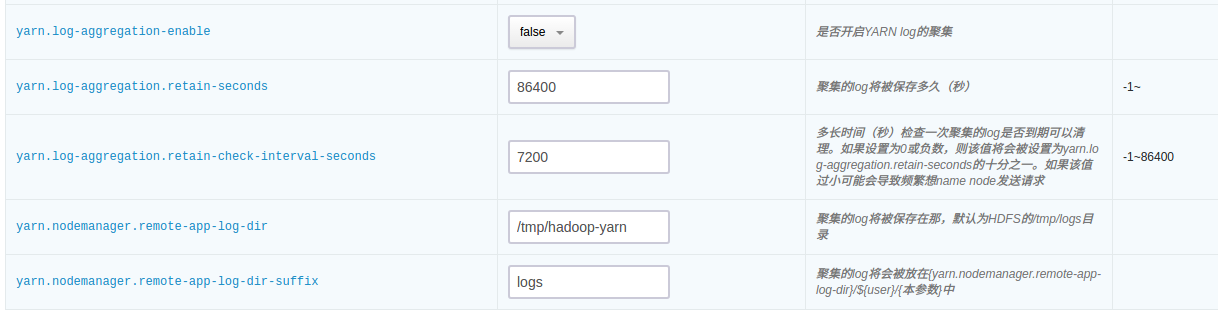 yarn.log-aggregation-enable
false
是否开启YARN log的聚集
yarn.log-aggregation.retain-seconds
86400
聚集的log将被保存多久（秒）
-1~
yarn.log-aggregation.retain-check-interval-seconds
7200
多长时间（秒）检查一次聚集的log是否到期可以清
理。如果设置为0或负数，则该值将会被设置为yarn.lo
g-aggregation.retain-seconds的十分之一。如果该值
过小可能会导致频繁想name node发送请求
-1~86400
yarn.nodemanager.remote-app-log-dir
/tmp/hadoop-yarn
聚集的log将被保存在那，默认为HDFS的/tmp/logs目
录
yarn.nodemanager.remote-app-log-dir-suffix
logs
聚集的log将会被放在{yarn.nodemanager.remote-app-
log-dir}/${user}/{本参数}中